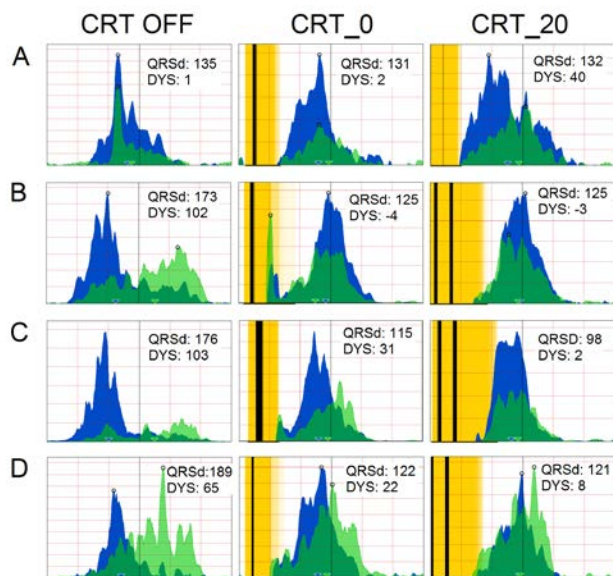 CRT OFF CRT_0 CRT_20
A
QRSd: 135
DYS: 1
QRSd: 131
DYS: 2
QRSd: 132
DYS: 40
B
QRSd: 173
DYS: 102
QRSd: 125
DYS: -4
QRSd: 125
DYS: -3
C
QRSd: 176
DYS: 103
QRSd: 115
DYS: 31
QRSD: 98
DYS: 2
D
QRSd:189
DYS: 65
QRSd: 122
DYS: 22
QRSd: 121
DYS: 8